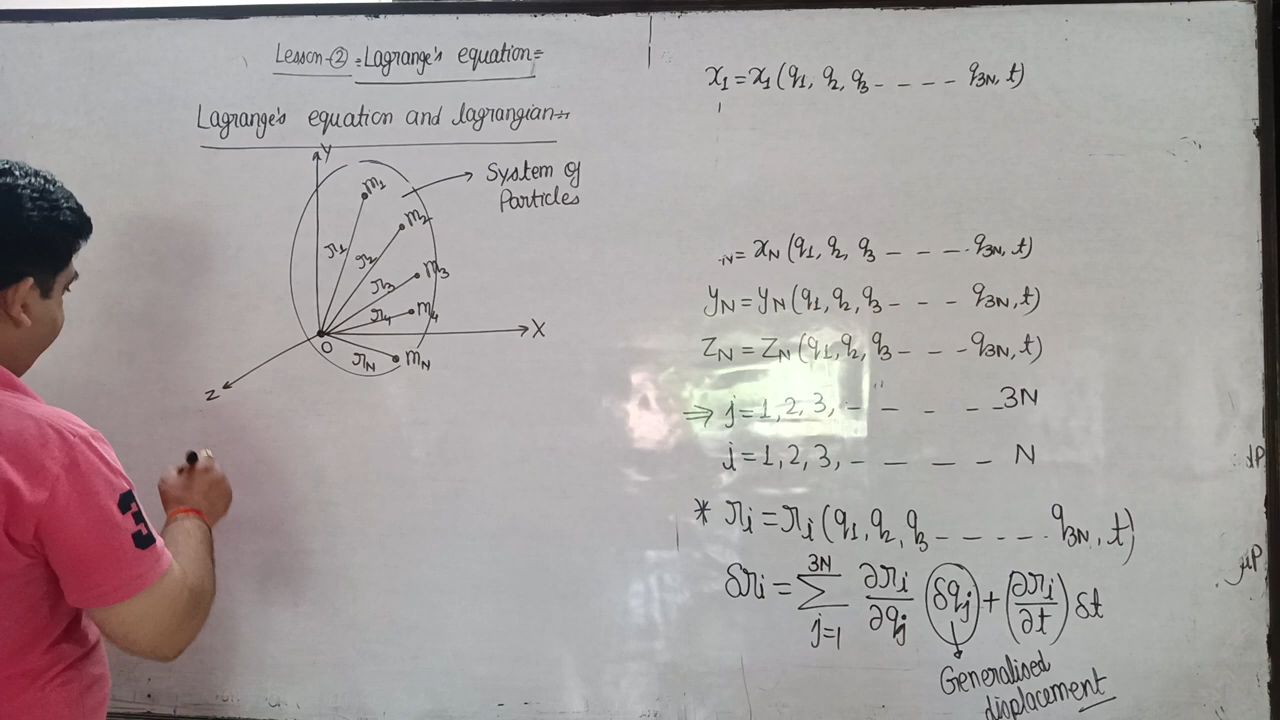 Lesson-② :- Lagrange's equation:-
Lagrange's equation and lagrangian:-
Y
m1
System of
Particles
m2
r1
r2
m3
r3
m4
r4
X
O
rN
mN
Z
3
x1 = x1 (q1, q2, q3 - - - - q3N, t)
N = xN (q1, q2, q3 - - - - q3N, t)
yN = yN (q1, q2, q3 - - - q3N, t)
ZN = ZN (q1, q2, q3 - - - q3N, t)
⇒ j = 1, 2, 3, - - - - 3N
i = 1, 2, 3, - - - - N
* ri = ri (q1, q2, q3 - - - - - q3N, t)
δri = ∑_{j=1}^{3N} ∂ri/∂qj (δqj) + (∂ri/∂t) δt
Generalised
displacement